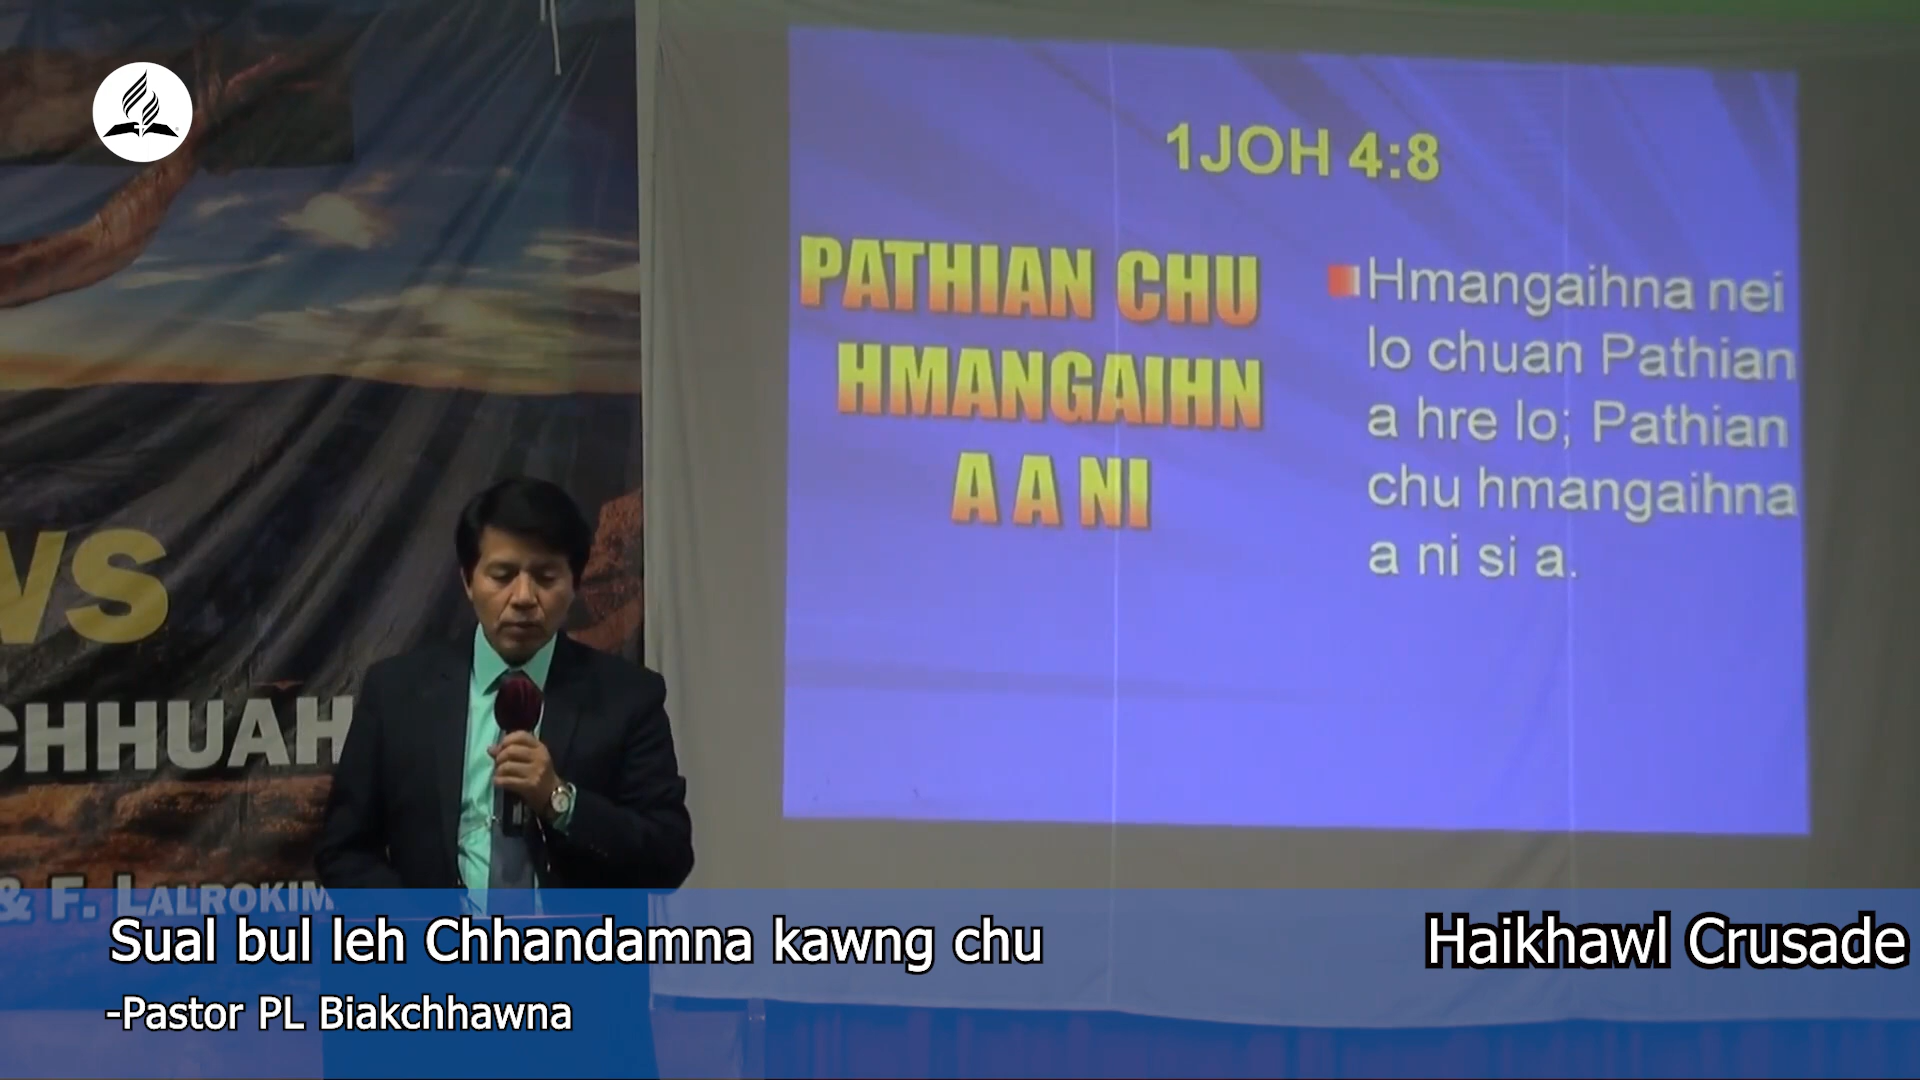 1JOH 4:8
PATHIAN CHU
HMANGAIHN
A A NI
Hmangaihna nei
lo chuan Pathian
a hre lo; Pathian
chu hmangaihna
a ni si a.
WS
CHHUAH
& F. LALROKIM
Sual bul leh Chhandamna kawng chu
-Pastor PL Biakchhawna
Haikhawl Crusade